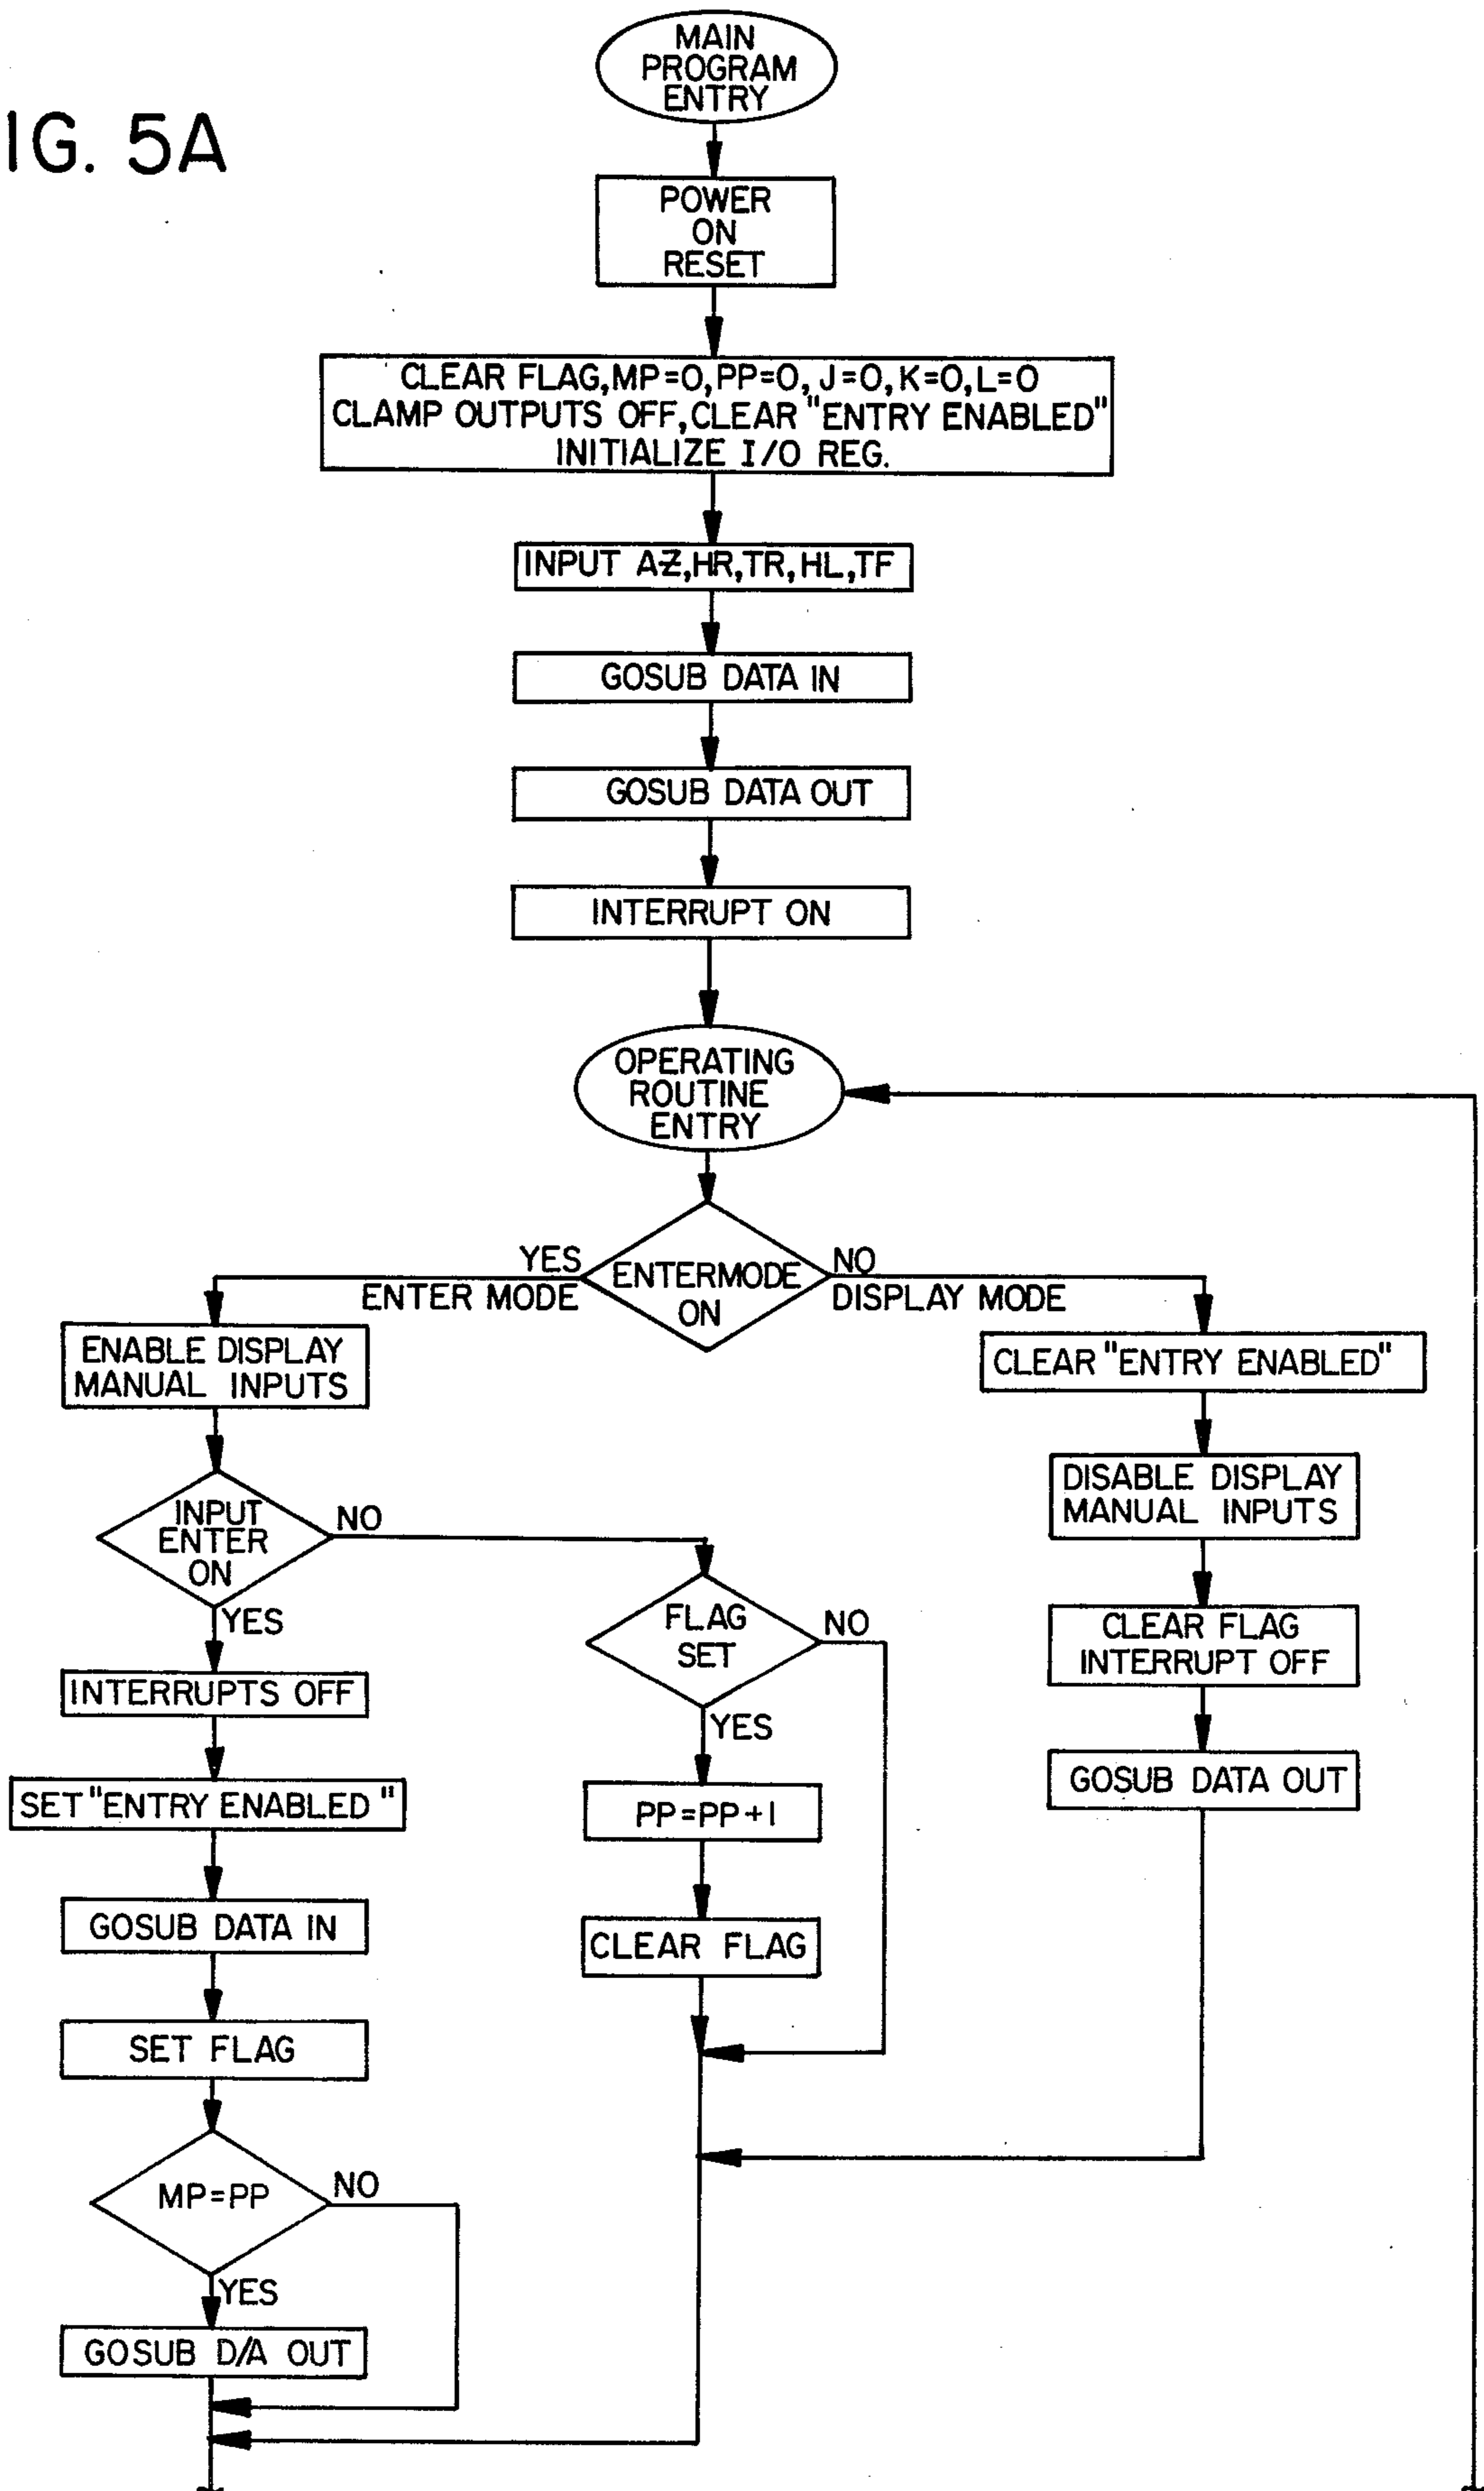 MAIN
PROGRAM
ENTRY
IG. 5A
POWER
ON
RESET
CLEAR FLAG,MP=0,PP=0,J=0,K=0,L=0
CLAMP OUTPUTS OFF,CLEAR "ENTRY ENABLED"
INITIALIZE I/O REG.
INPUT A-Z,HR,TR,HL,TF
GOSUB DATA IN
GOSUB DATA OUT
INTERRUPT ON
OPERATING
ROUTINE
ENTRY
YES
ENTER MODE
ENTERMODE
ON
NO
DISPLAY MODE
ENABLE DISPLAY
MANUAL INPUTS
CLEAR "ENTRY ENABLED"
INPUT
ENTER
ON
NO
YES
DISABLE DISPLAY
MANUAL INPUTS
FLAG
SET
NO
YES
CLEAR FLAG
INTERRUPT OFF
INTERRUPTS OFF
SET "ENTRY ENABLED"
PP=PP+1
GOSUB DATA OUT
GOSUB DATA IN
CLEAR FLAG
SET FLAG
MP=PP
NO
YES
GOSUB D/A OUT